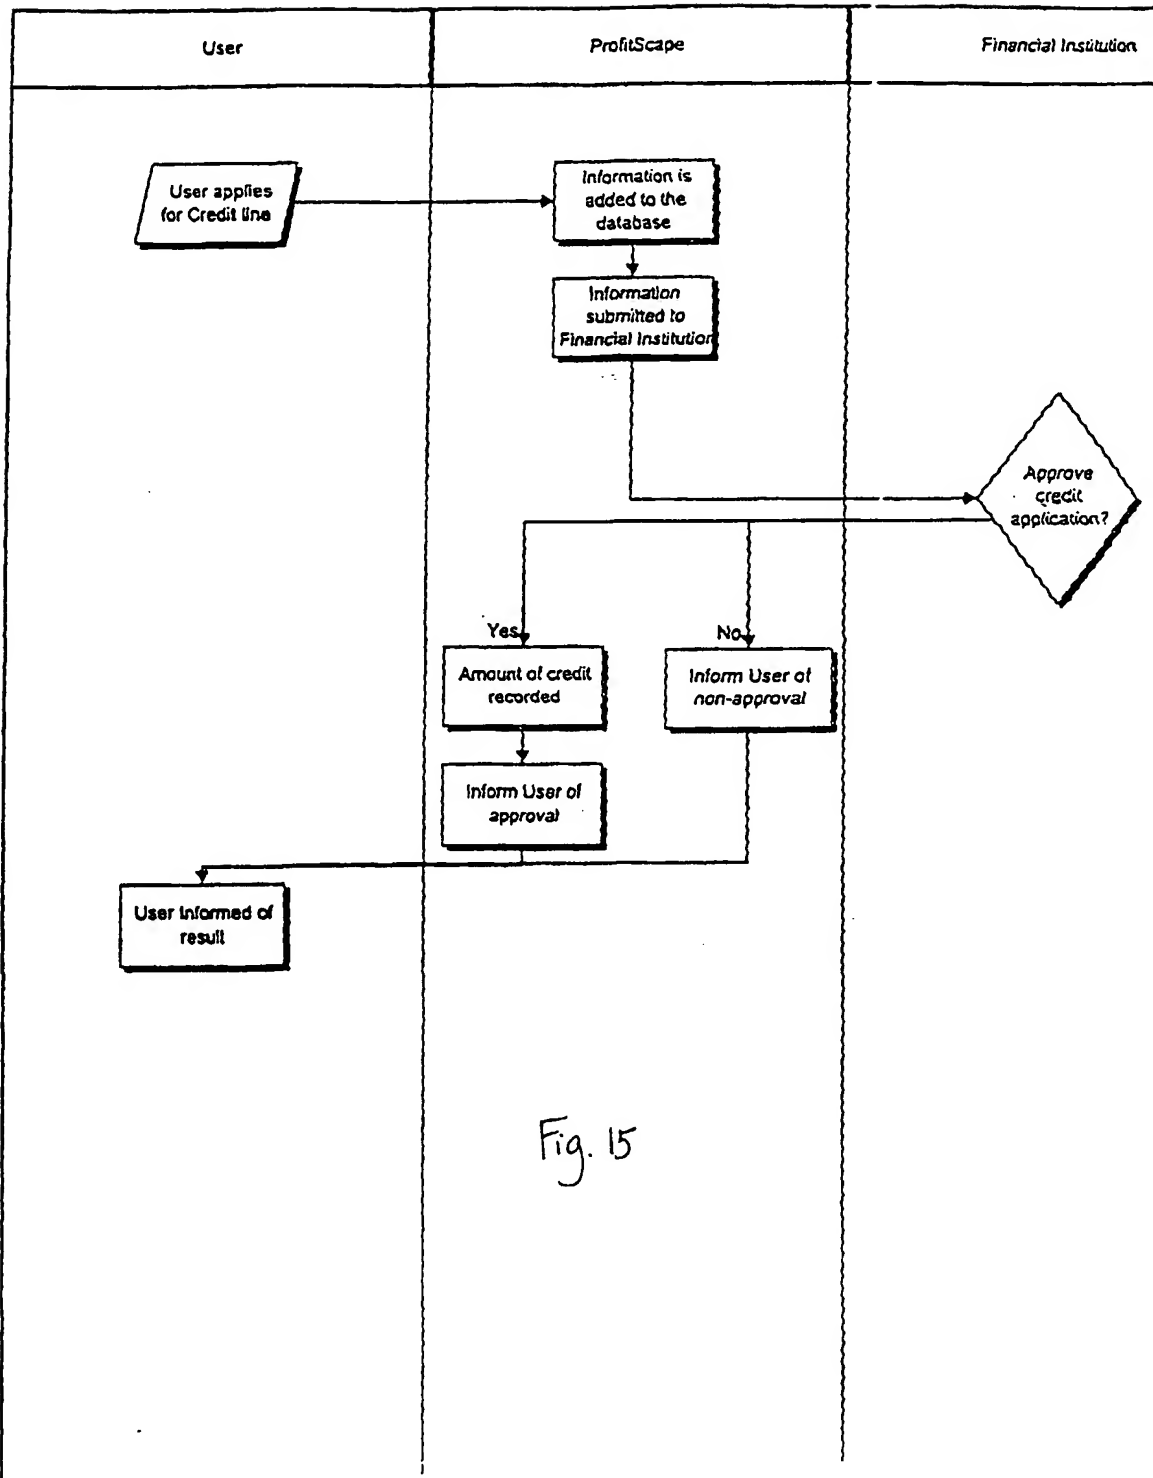 User
ProfitScape
Financial Institution
User applies
for Credit line
Information is
added to the
database
Information
submitted to
Financial Institution
Approve
credit
application?
Yes
No
Amount of credit
recorded
Inform User of
non-approval
Inform User of
approval
User Informed of
result
Fig. 15